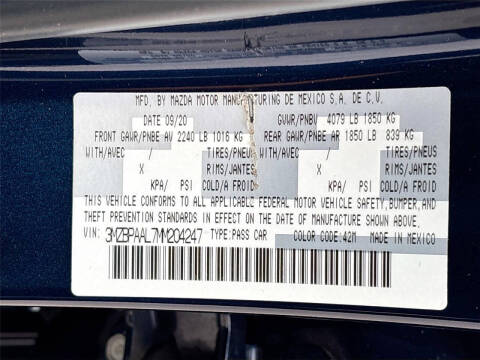 MFD. BY MAZDA MOTOR MANUFACTURING DE MEXICO S.A. DE C.V.
DATE 09/20 GVWR/PNBV 4079 LB 1850 KG
FRONT GAWR/PNBE AV 2240 LB 1016 KG REAR GAWR/PNBE AR 1850 LB 839 KG
WITH/AVEC / TIRES/PNEUS WITH/AVEC / TIRES/PNEUS
X RIMS/JANTES X RIMS/JANTES
KPA/ PSI COLD/A FROID KPA/ PSI COLD/A FROID
THIS VEHICLE CONFORMS TO ALL APPLICABLE FEDERAL MOTOR VEHICLE SAFETY, BUMPER, AND
THEFT PREVENTION STANDARDS IN EFFECT ON THE DATE OF MANUFACTURE SHOWN ABOVE.
VIN: 3MZBPAAL7MM204247 TYPE:PASS CAR COLOR CODE:42M MADE IN MEXICO